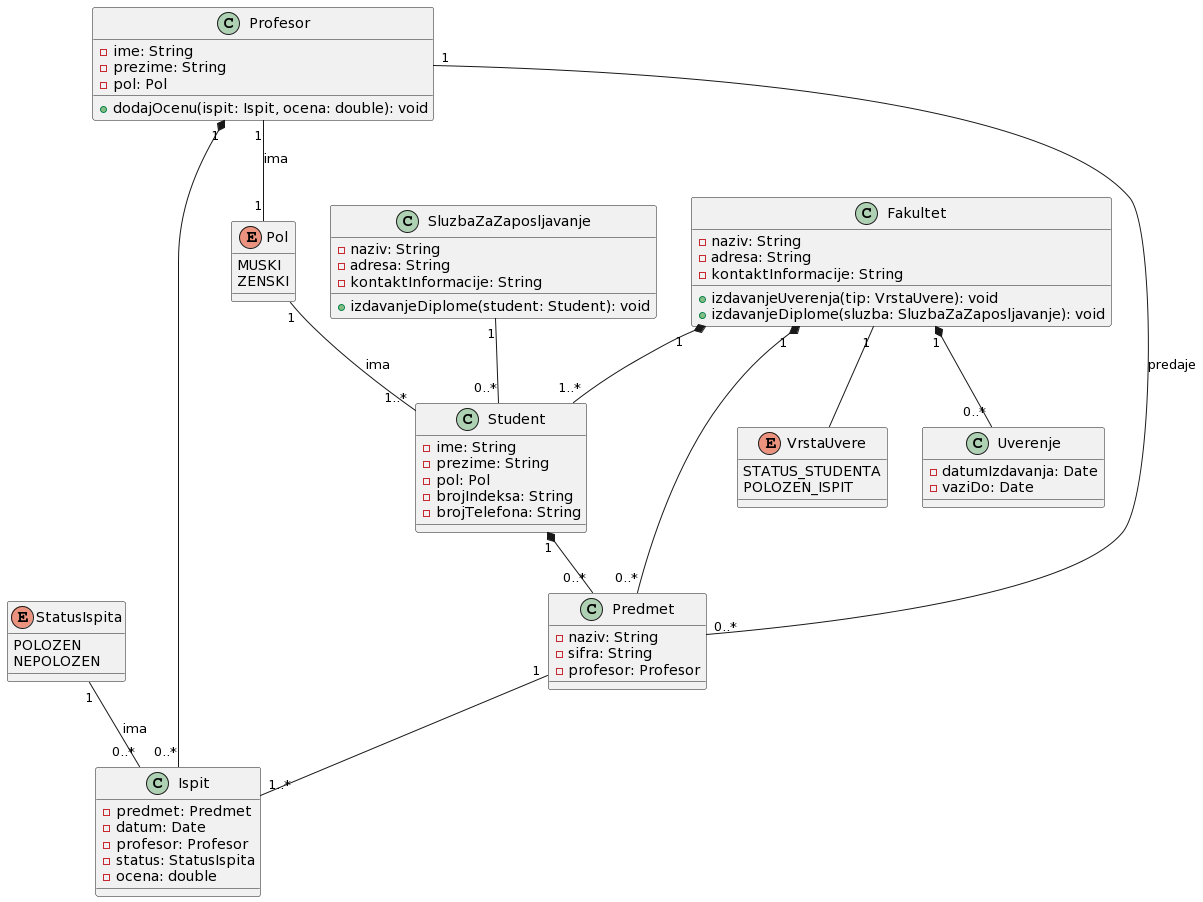 C Profesor
ime: String
prezime: String
pol: Pol
dodajOcenu(ispit: Ispit, ocena: double): void
1
1
1
ima
1
E Pol
MUSKI
ZENSKI
C SluzbaZaZaposljavanje
naziv: String
adresa: String
kontaktInformacije: String
izdavanjeDiplome(student: Student): void
C Fakultet
naziv: String
adresa: String
kontaktInformacije: String
izdavanjeUverenja(tip: VrstaUvere): void
izdavanjeDiplome(sluzba: SluzbaZaZaposljavanje): void
1
1
1
1
1
1
ima
predaje
1..*
0..*
1..*
0..*
C Student
ime: String
prezime: String
pol: Pol
brojIndeksa: String
brojTelefona: String
E VrstaUvere
STATUS_STUDENTA
POLOZEN_ISPIT
C Uverenje
datumIzdavanja: Date
vaziDo: Date
1
0..*
0..*
0..*
E StatusIspita
POLOZEN
NEPOLOZEN
C Predmet
naziv: String
sifra: String
profesor: Profesor
1
1
ima
0..*
0..*
1..*
C Ispit
predmet: Predmet
datum: Date
profesor: Profesor
status: StatusIspita
ocena: double